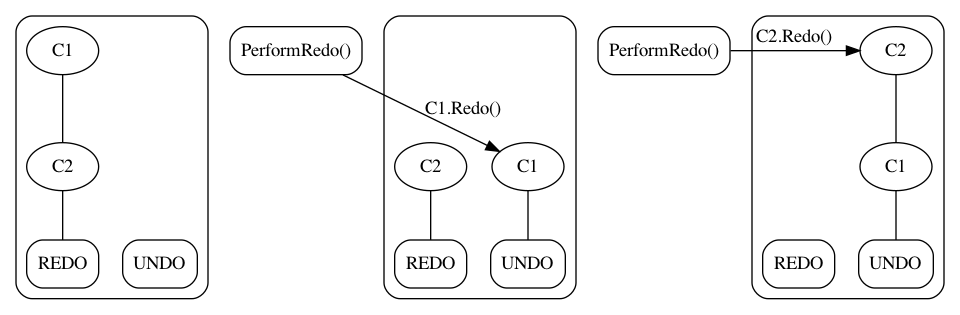 C1
C2
REDO
UNDO
PerformRedo()
C1.Redo()
C2
C1
REDO
UNDO
PerformRedo()
C2.Redo()
C2
C1
REDO
UNDO